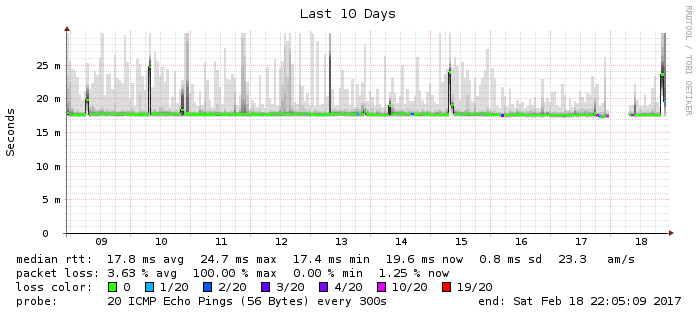 Last 10 Days
RRDTOOL / TOBI OETIKER
Seconds
25 m
20 m
15 m
10 m
5 m
0
09 10 11 12 13 14 15 16 17 18
median rtt: 17.8 ms avg 24.7 ms max 17.4 ms min 19.6 ms now 0.8 ms sd 23.3 am/s
packet loss: 3.63 % avg 100.00 % max 0.00 % min 1.25 % now
loss color: 0 1/20 2/20 3/20 4/20 10/20 19/20
probe: 20 ICMP Echo Pings (56 Bytes) every 300s end: Sat Feb 18 22:05:09 2017